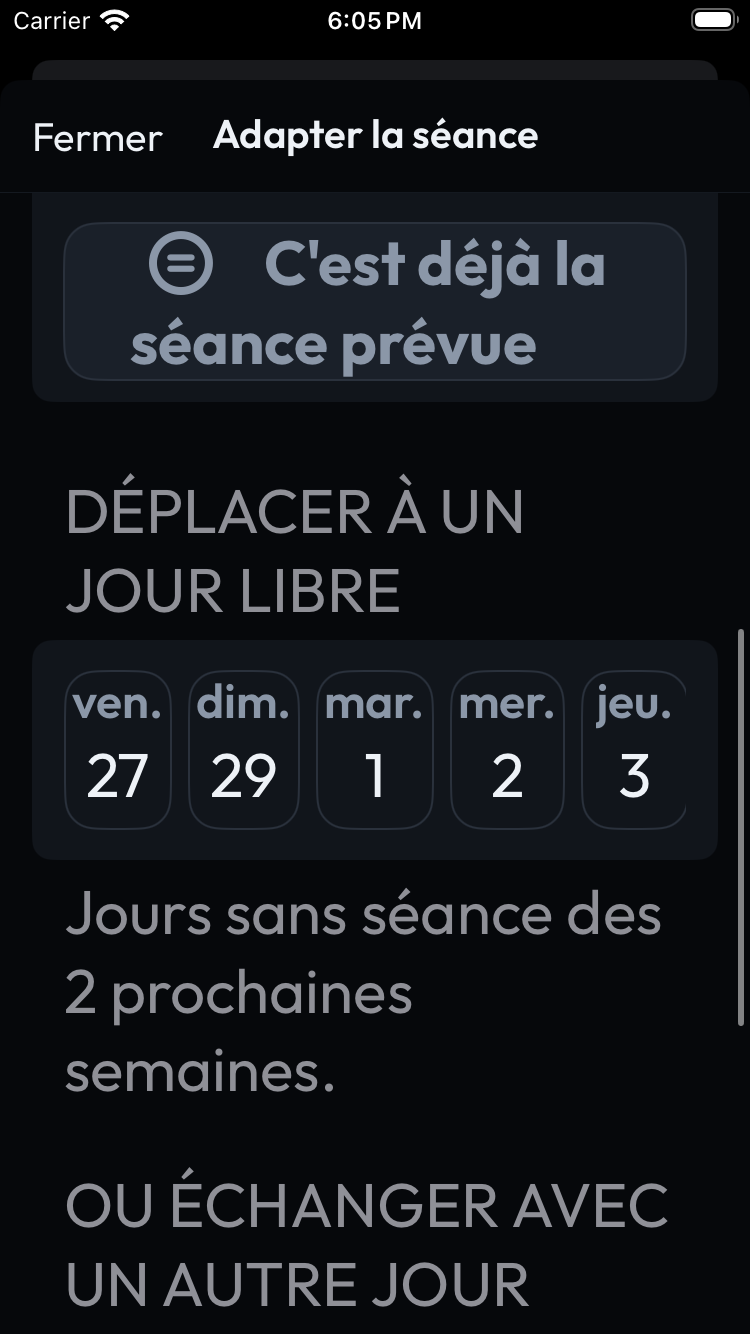 Carrier 6:05 PM
Fermer Adapter la séance
C'est déjà la
séance prévue
DÉPLACER À UN
JOUR LIBRE
ven. dim. mar. mer. jeu.
27 29 1 2 3
Jours sans séance des
2 prochaines
semaines.
OU ÉCHANGER AVEC
UN AUTRE JOUR